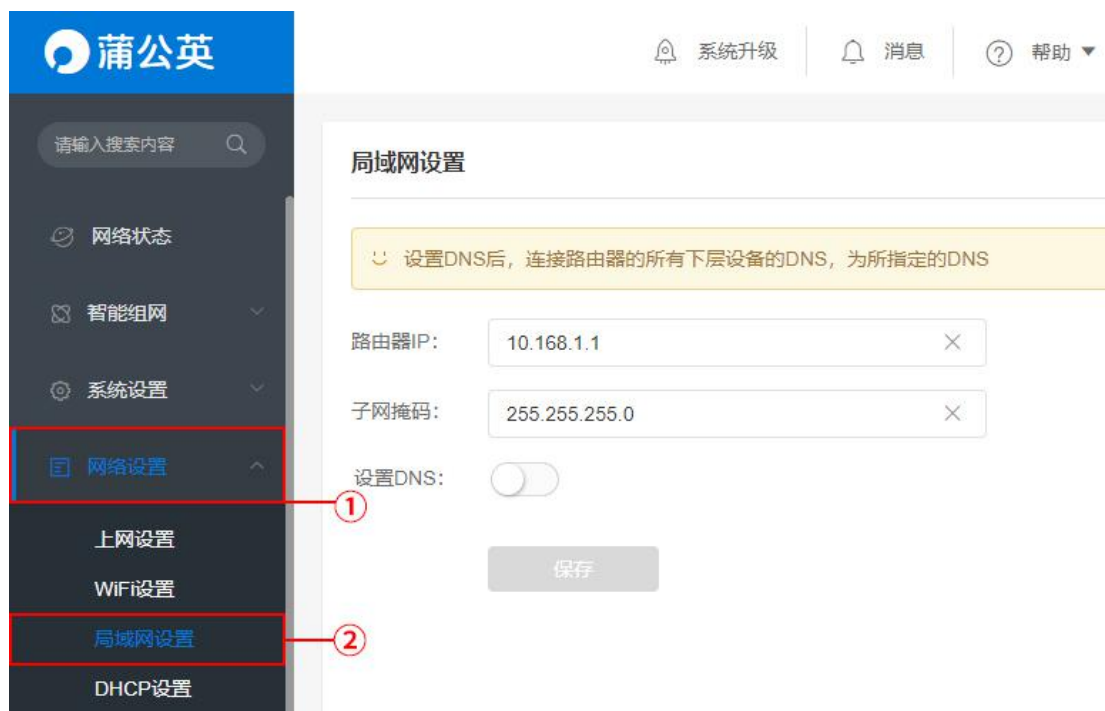 蒲公英
系统升级
消息
帮助
请输入搜索内容
网络状态
智能组网
系统设置
网络设置
上网设置
WiFi设置
局域网设置
DHCP设置
①
②
局域网设置
设置DNS后，连接路由器的所有下层设备的DNS，为所指定的DNS
路由器IP：
10.168.1.1
子网掩码：
255.255.255.0
设置DNS：
保存